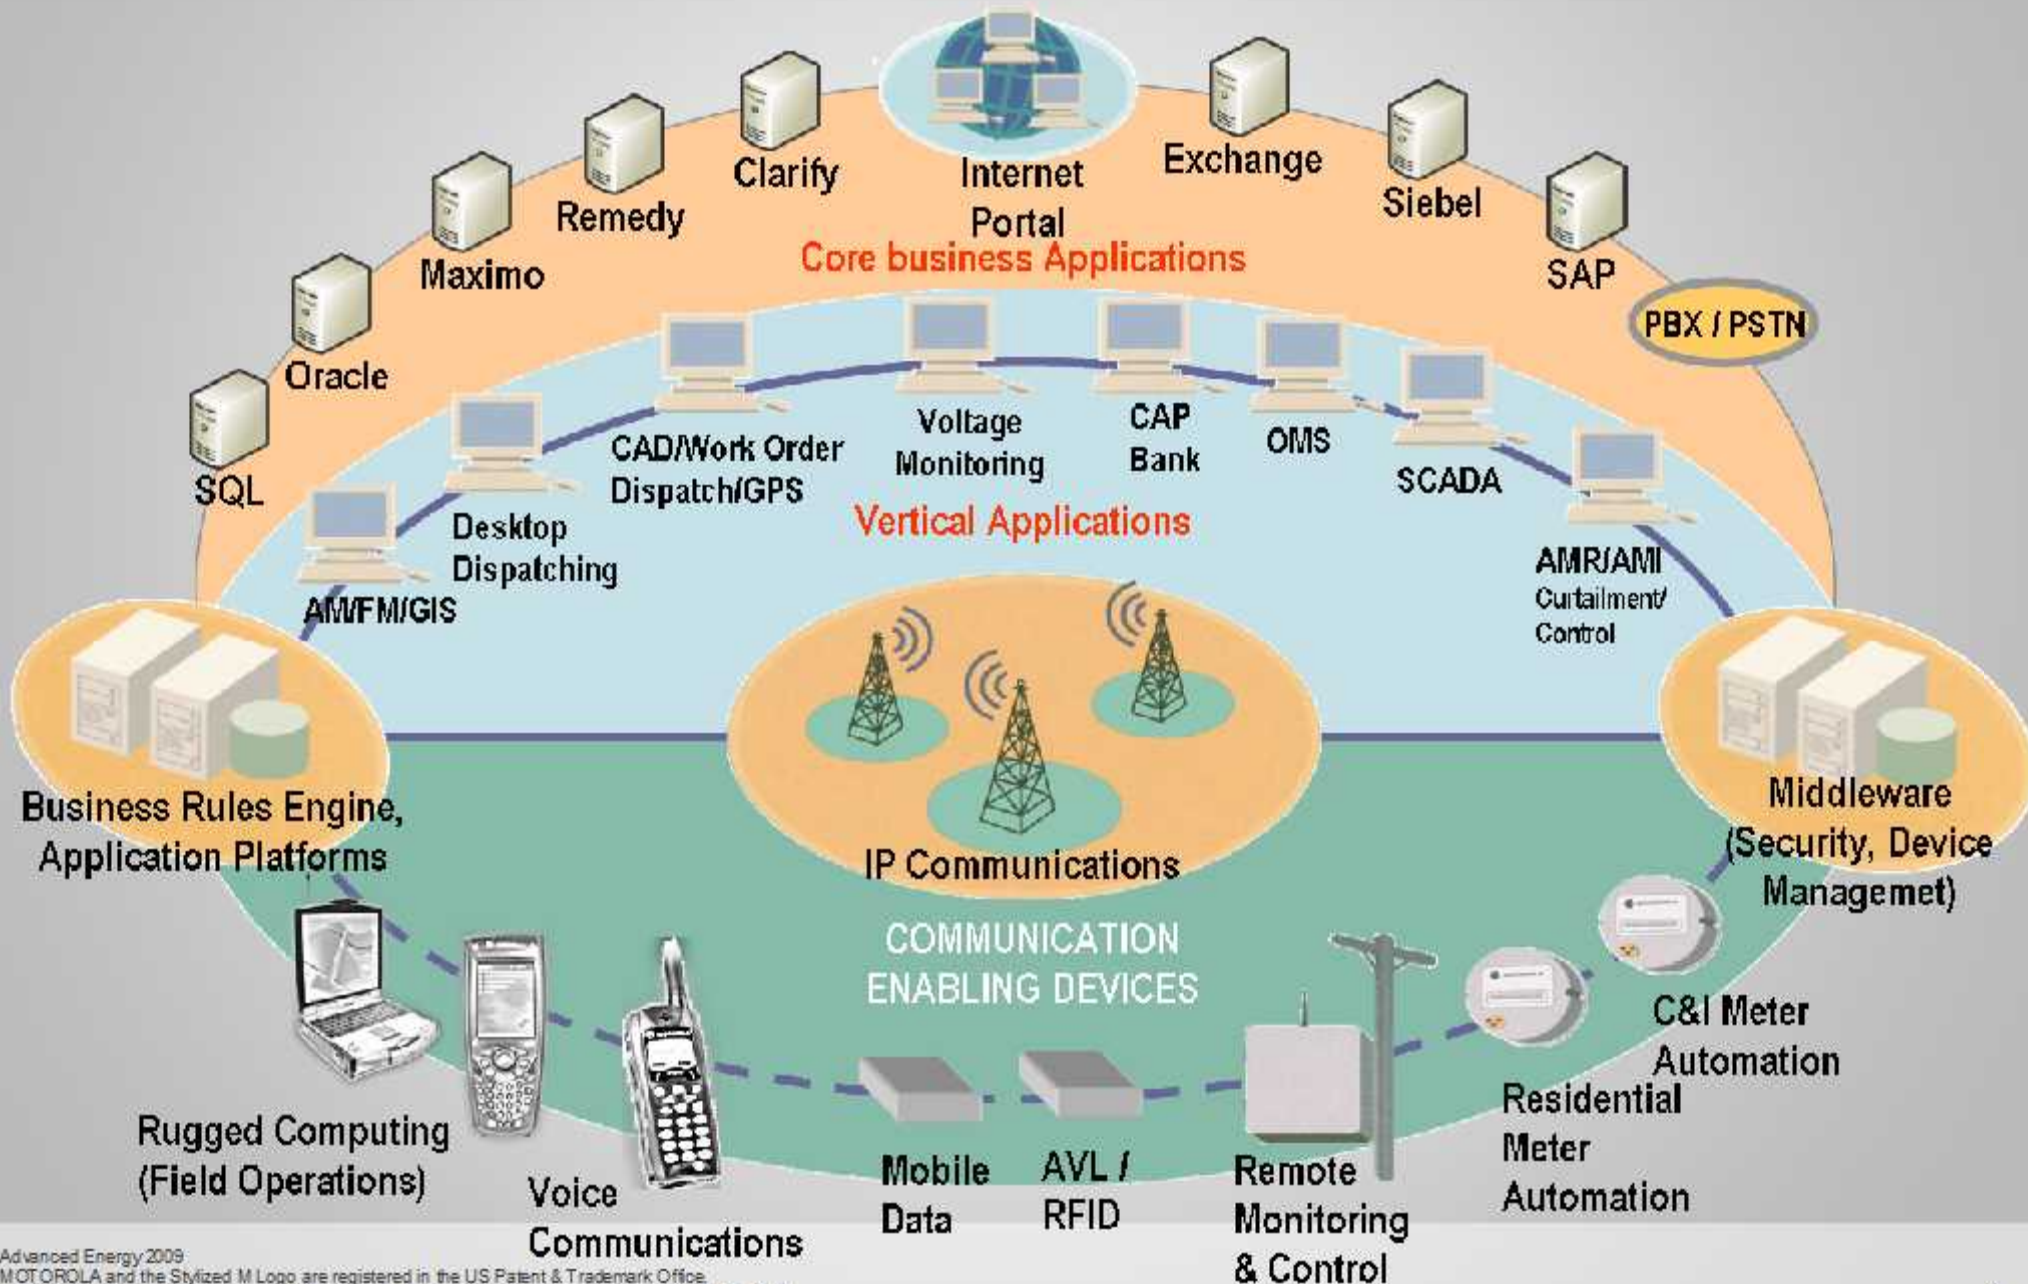 Clarify
Internet
Portal
Exchange
Remedy
Siebel
Maximo
SAP
Core business Applications
PBX / PSTN
Oracle
SQL
CAD/Work Order
Dispatch/GPS
Voltage
Monitoring
CAP
Bank
OMS
SCADA
Desktop
Dispatching
Vertical Applications
AMR/AMI
Curtailment/
Control
AM/FM/GIS
Business Rules Engine,
Application Platforms
IP Communications
Middleware
(Security, Device
Managemet)
COMMUNICATION
ENABLING DEVICES
C&I Meter
Automation
Residential
Meter
Automation
Rugged Computing
(Field Operations)
Voice
Communications
Mobile
Data
AVL /
RFID
Remote
Monitoring
& Control
Advanced Energy 2009
MOTOROLA and the Stylized M Logo are registered in the US Patent & Trademark Office.